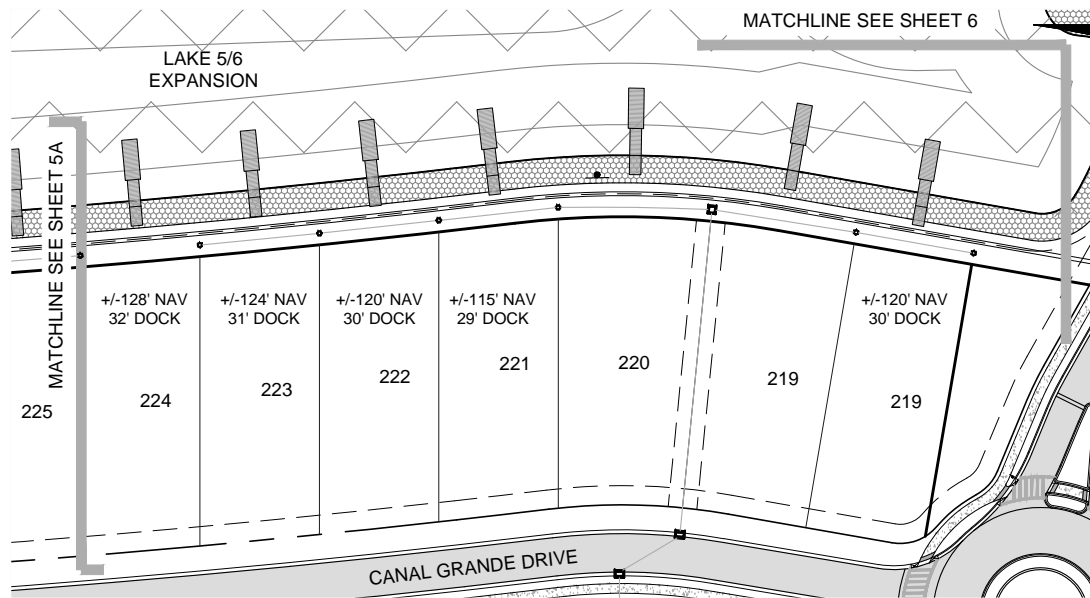 MATCHLINE SEE SHEET 6
LAKE 5/6
EXPANSION
MATCHLINE SEE SHEET 5A
+/-128' NAV
32' DOCK
+/-124' NAV
31' DOCK
+/-120' NAV
30' DOCK
+/-115' NAV
29' DOCK
+/-120' NAV
30' DOCK
225
224
223
222
221
220
219
219
CANAL GRANDE DRIVE